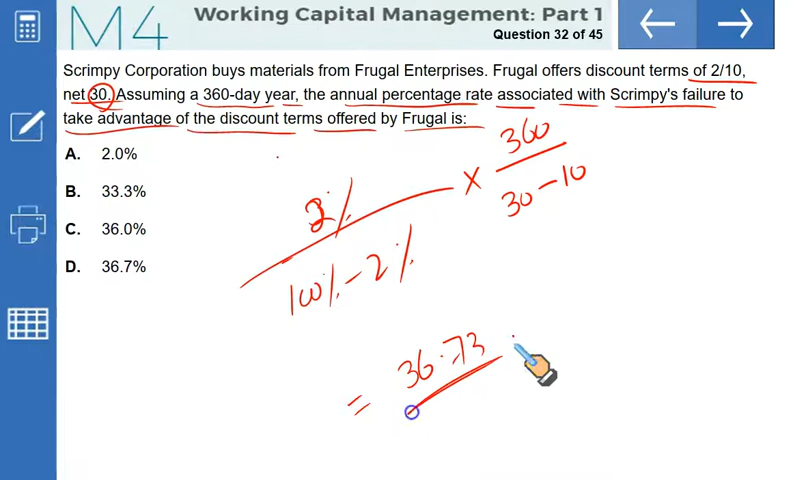 M4
Working Capital Management: Part 1
Question 32 of 45
Scrimpy Corporation buys materials from Frugal Enterprises. Frugal offers discount terms of 2/10,
net 30. Assuming a 360-day year, the annual percentage rate associated with Scrimpy's failure to
take advantage of the discount terms offered by Frugal is:
A. 2.0%
B. 33.3%
C. 36.0%
D. 36.7%
2% × 360
100% - 2% 30 - 10
= 36.73